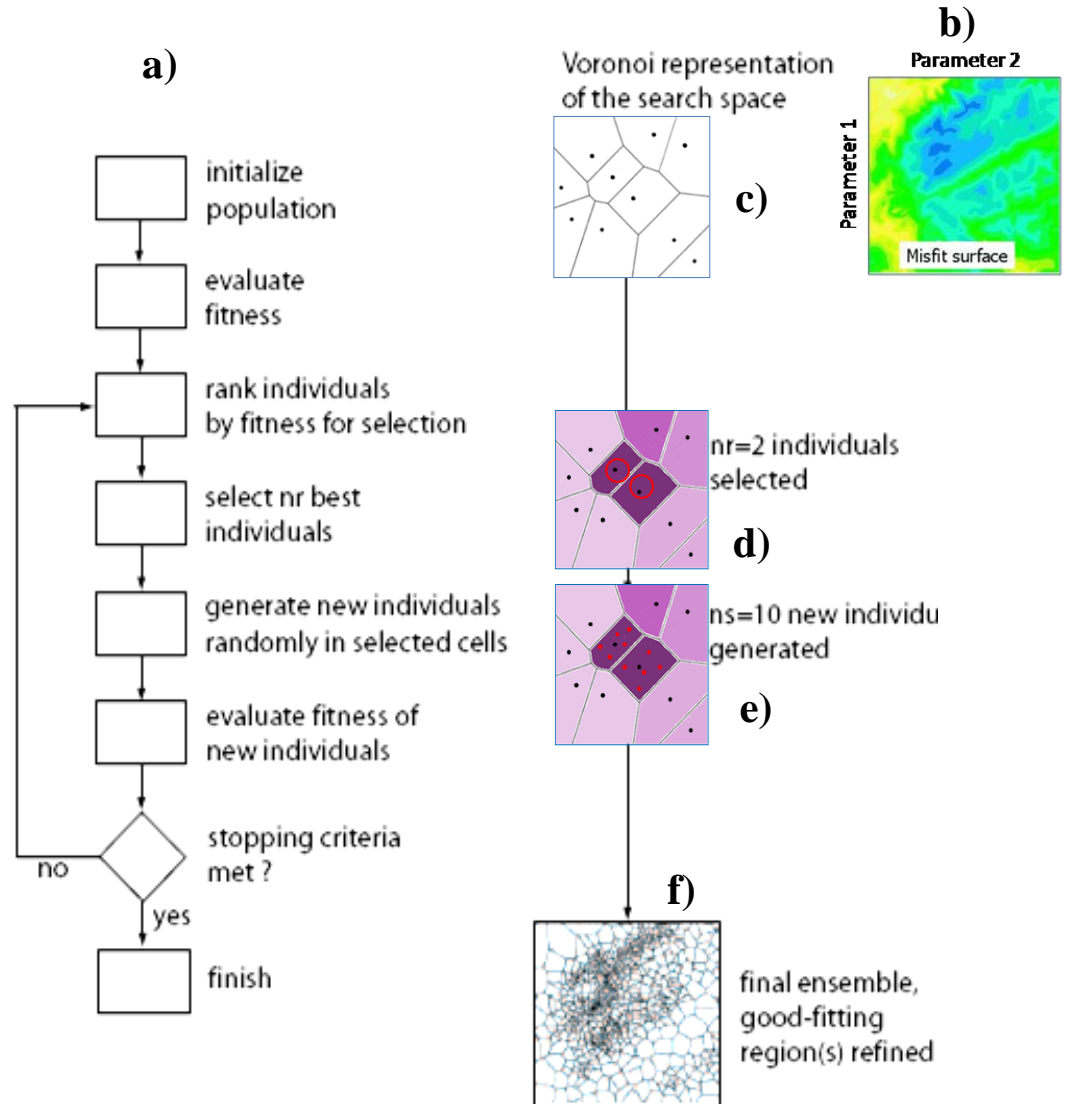 a)
initialize
population
evaluate
fitness
rank individuals
by fitness for selection
select nr best
individuals
generate new individuals
randomly in selected cells
evaluate fitness of
new individuals
stopping criteria
met ?
no
yes
finish
Voronoi representation
of the search space
b)
Parameter 2
Parameter 1
Misfit surface
c)
nr=2 individuals
selected
d)
ns=10 new individu
generated
e)
f)
final ensemble,
good-fitting
region(s) refined